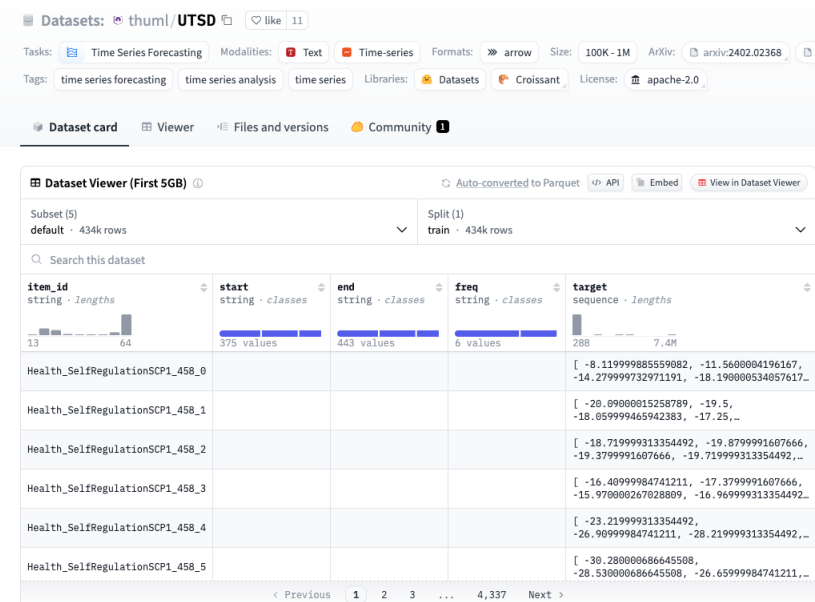 Datasets: thuml/UTSD like 11
Tasks: Time Series Forecasting Modalities: Text Time-series Formats: arrow Size: 100K - 1M ArXiv: arxiv:2402.02368
Tags: time series forecasting time series analysis time series Libraries: Datasets Croissant License: apache-2.0
Dataset card Viewer Files and versions Community 1
Dataset Viewer (First 5GB) Auto-converted to Parquet </> API Embed View in Dataset Viewer
Subset (5) Split (1)
default · 434k rows train · 434k rows
Search this dataset
item_id start end freq target
string · lengths string · classes string · classes string · classes sequence · lengths
13 64 375 values 443 values 6 values 288 7.4M
Health_SelfRegulationSCP1_458_0 [ -8.119999885559082, -11.5600004196167,
-14.279999732971191, -18.190000534057617…
Health_SelfRegulationSCP1_458_1 [ -20.09000015258789, -19.5,
-18.059999465942383, -17.25,…
Health_SelfRegulationSCP1_458_2 [ -18.719999313354492, -19.8799991607666,
-19.3799991607666, -19.719999313354492,…
Health_SelfRegulationSCP1_458_3 [ -16.40999984741211, -17.3799991607666,
-15.970000267028809, -16.969999313354492…
Health_SelfRegulationSCP1_458_4 [ -23.219999313354492,
-26.90999984741211, -28.219999313354492,…
Health_SelfRegulationSCP1_458_5 [ -30.280000686645508,
-28.530000686645508, -26.65999984741211,…
< Previous 1 2 3 ... 4,337 Next >